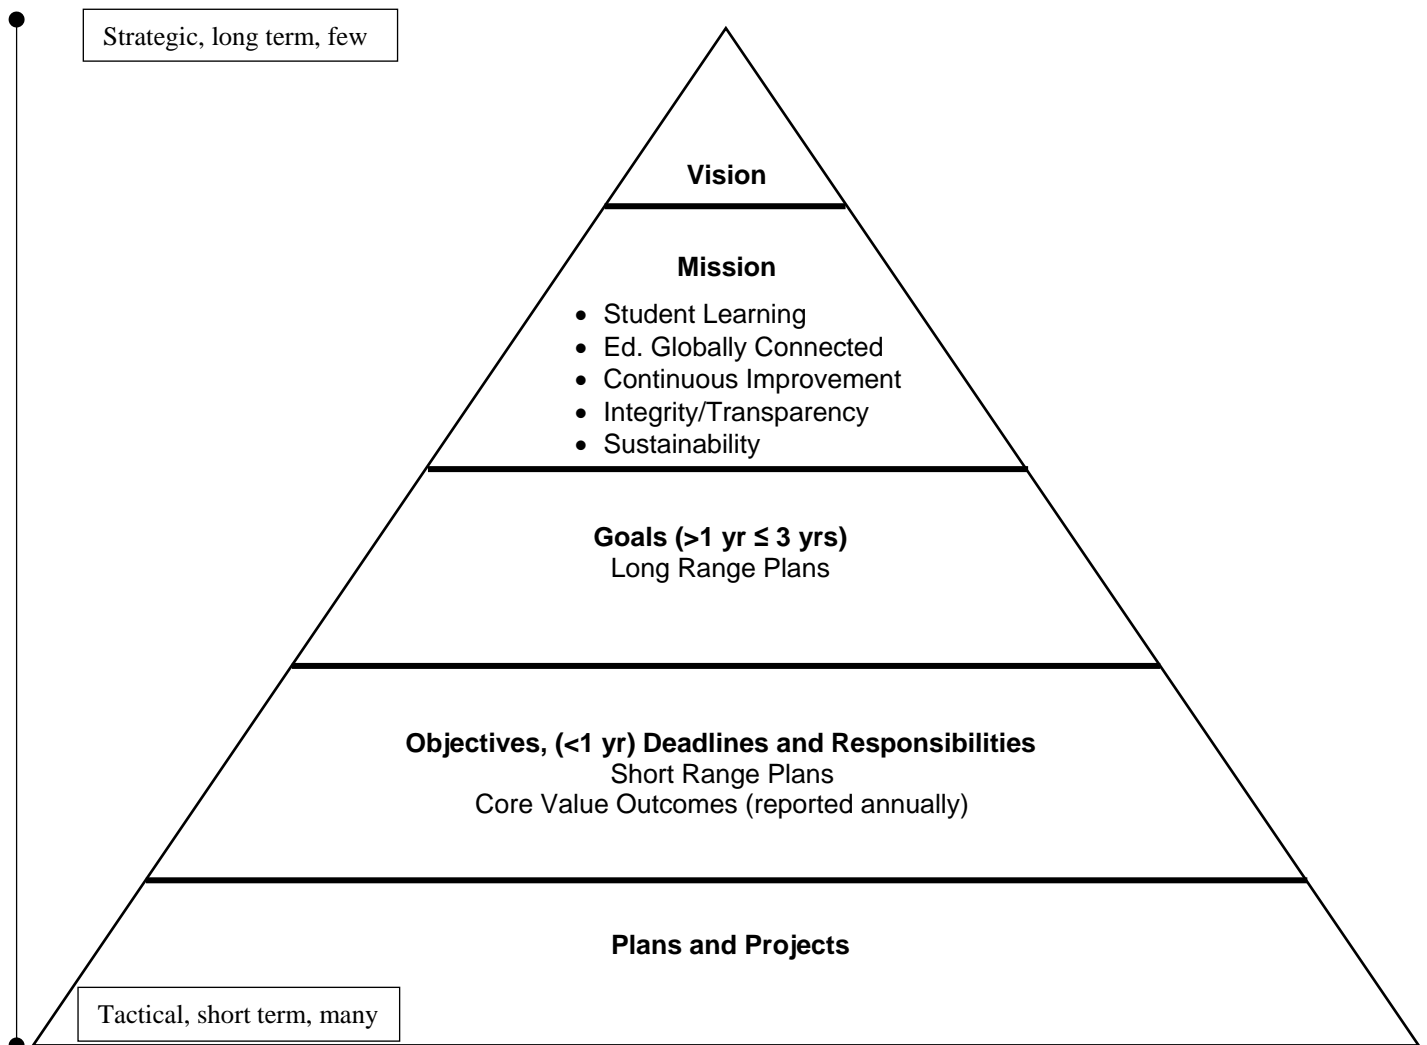 Strategic, long term, few
Vision
Mission
• Student Learning
• Ed. Globally Connected
• Continuous Improvement
• Integrity/Transparency
• Sustainability
Goals (>1 yr ≤ 3 yrs)
Long Range Plans
Objectives, (<1 yr) Deadlines and Responsibilities
Short Range Plans
Core Value Outcomes (reported annually)
Plans and Projects
Tactical, short term, many